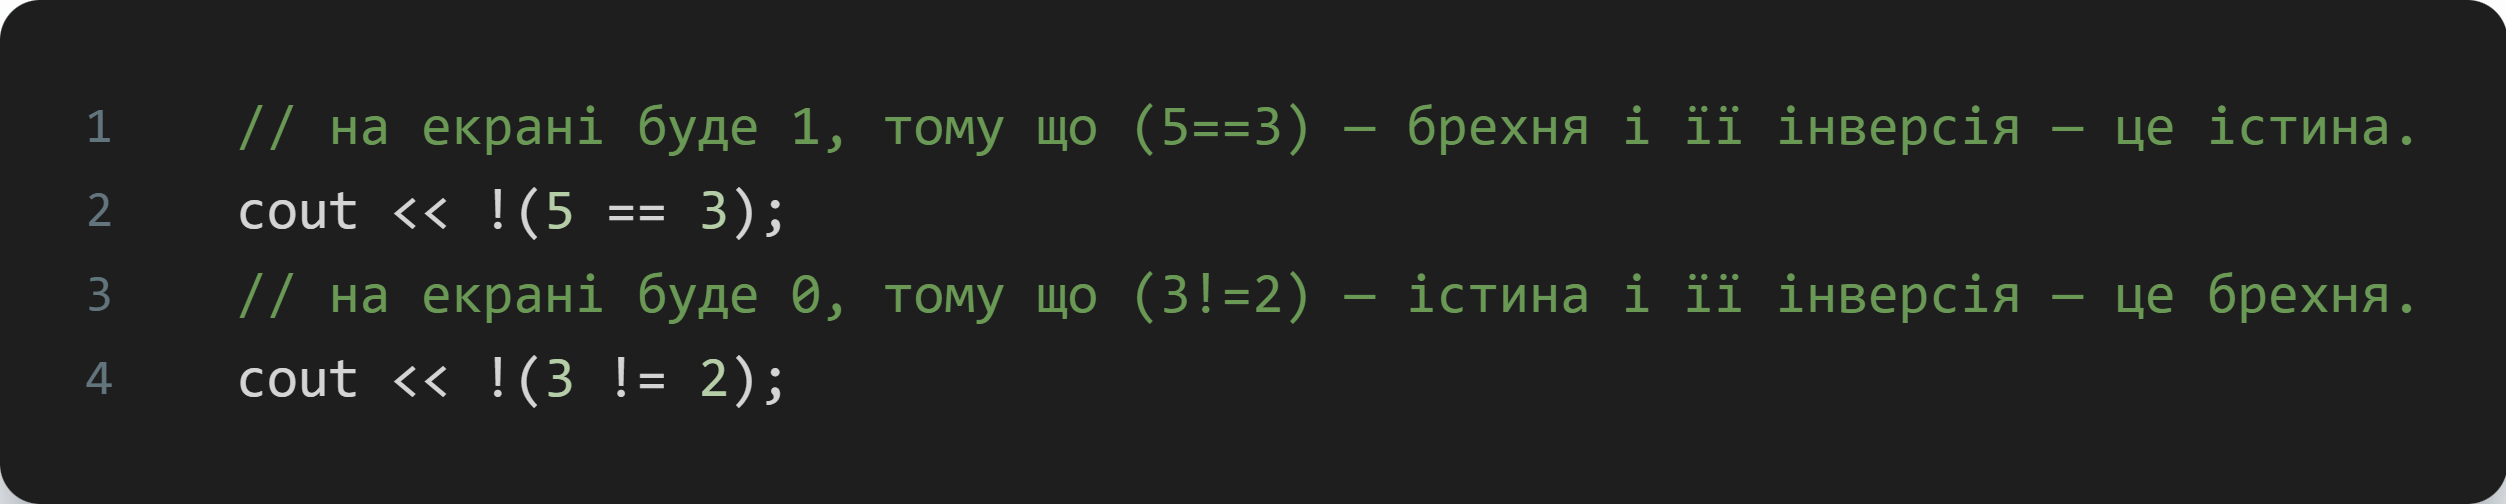 1 // на екрані буде 1, тому що (5==3) — брехня і її інверсія — це істина.
2 cout << !(5 == 3);
3 // на екрані буде 0, тому що (3!=2) — істина і її інверсія — це брехня.
4 cout << !(3 != 2);